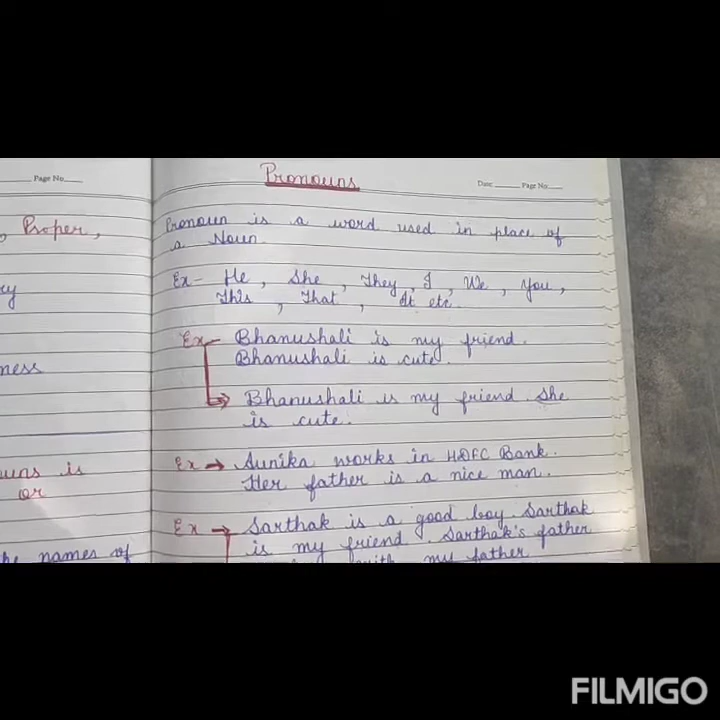 Page No.
Proper,
ness
uns is
or
he names of
Pronouns
Date Page No.
Pronoun is a word used in place of
a Noun.
Ex- He, She, They, I, We, You,
This, That, It etc.
Ex- Bhanushali is my friend.
Bhanushali is cute.
Bhanushali is my friend. She
is cute.
Ex → Sunika works in HDFC Bank.
Her father is a nice man.
Ex → Sarthak is a good boy. Sarthak
is my friend. Sarthak's father
with my father
FILMIGO